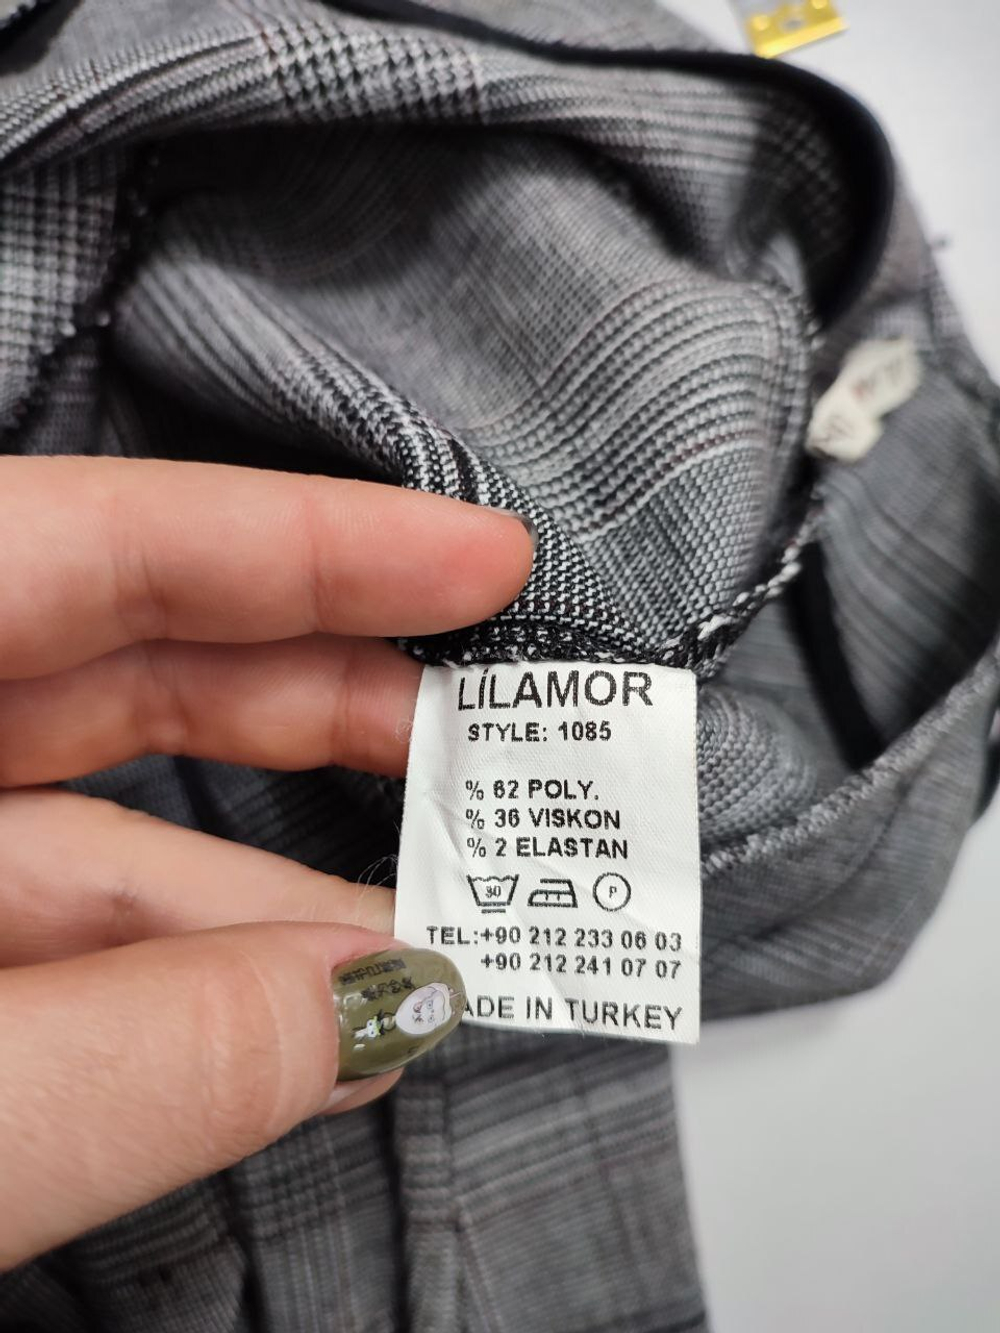 LİLAMOR
STYLE: 1085
% 62 POLY.
% 36 VISKON
% 2 ELASTAN
30 P
TEL:+90 212 233 06 03
+90 212 241 07 07
ADE IN TURKEY